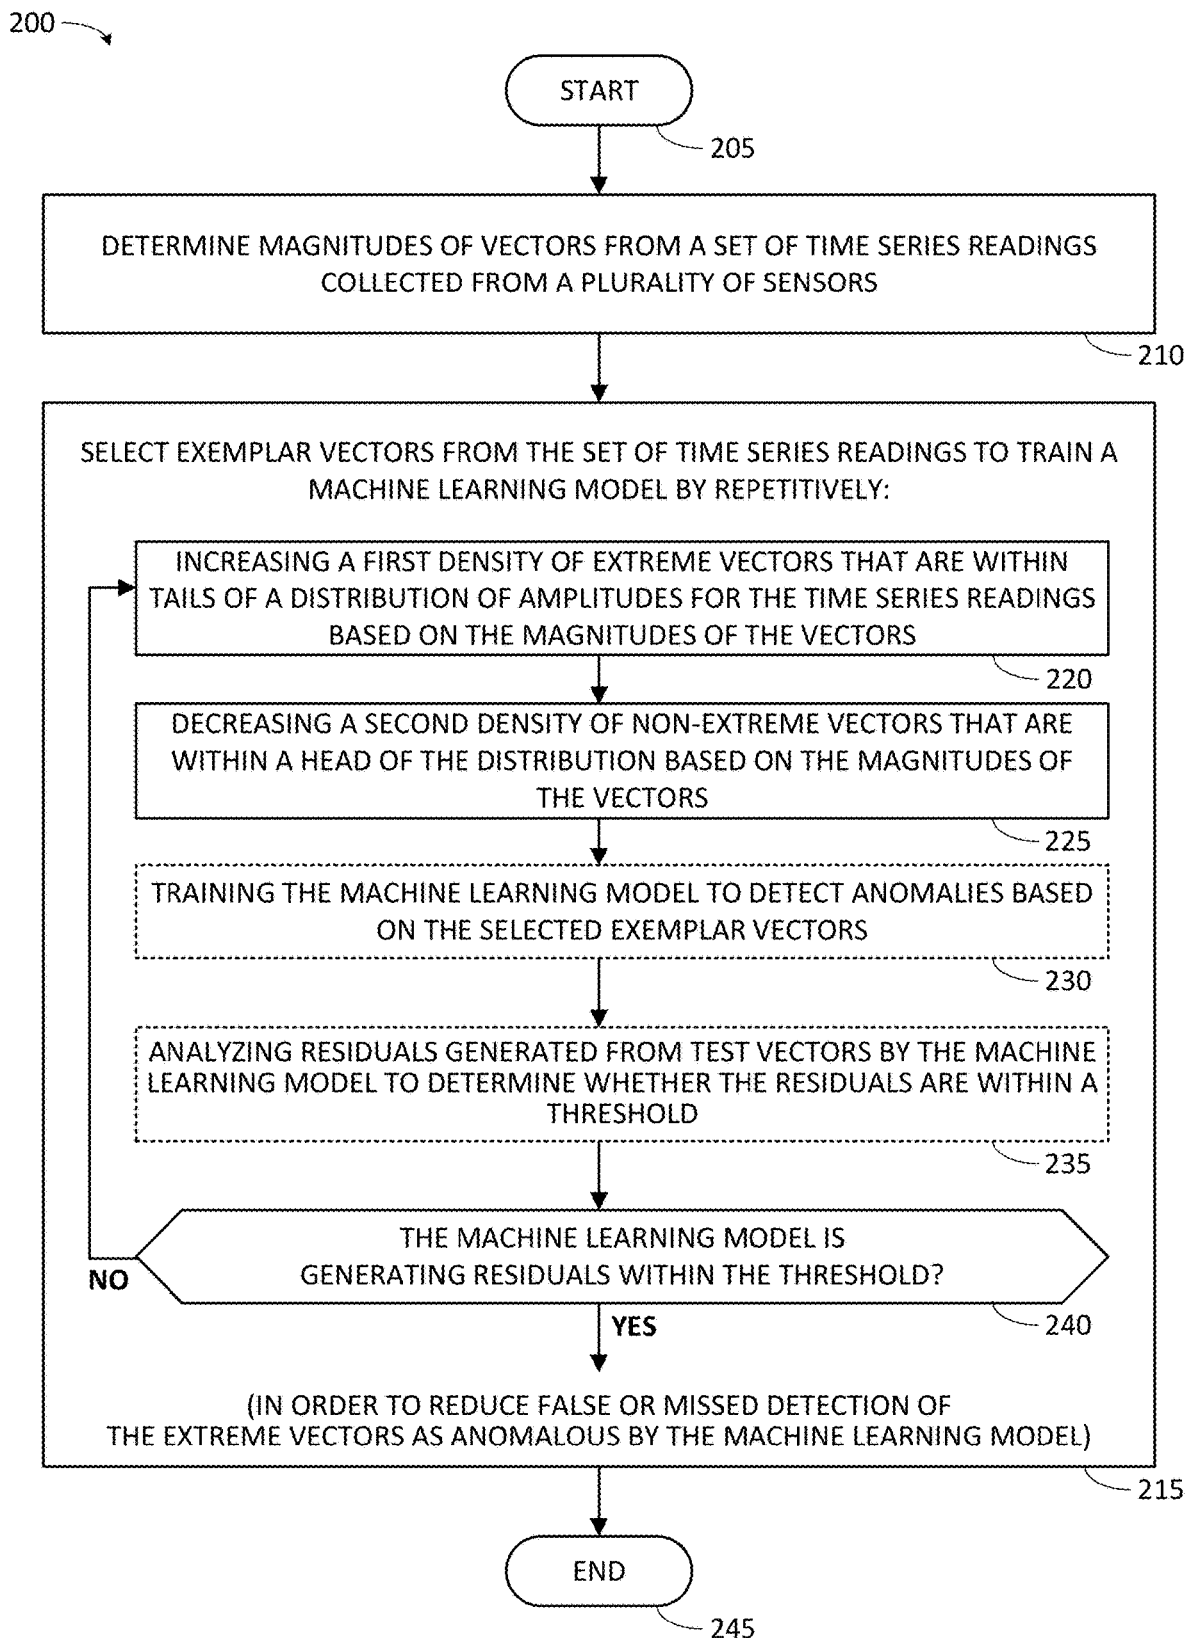 200
START
205
DETERMINE MAGNITUDES OF VECTORS FROM A SET OF TIME SERIES READINGS
COLLECTED FROM A PLURALITY OF SENSORS
210
SELECT EXEMPLAR VECTORS FROM THE SET OF TIME SERIES READINGS TO TRAIN A
MACHINE LEARNING MODEL BY REPETITIVELY:
INCREASING A FIRST DENSITY OF EXTREME VECTORS THAT ARE WITHIN
TAILS OF A DISTRIBUTION OF AMPLITUDES FOR THE TIME SERIES READINGS
BASED ON THE MAGNITUDES OF THE VECTORS
220
DECREASING A SECOND DENSITY OF NON-EXTREME VECTORS THAT ARE
WITHIN A HEAD OF THE DISTRIBUTION BASED ON THE MAGNITUDES OF
THE VECTORS
225
TRAINING THE MACHINE LEARNING MODEL TO DETECT ANOMALIES BASED
ON THE SELECTED EXEMPLAR VECTORS
230
ANALYZING RESIDUALS GENERATED FROM TEST VECTORS BY THE MACHINE
LEARNING MODEL TO DETERMINE WHETHER THE RESIDUALS ARE WITHIN A
THRESHOLD
235
THE MACHINE LEARNING MODEL IS
GENERATING RESIDUALS WITHIN THE THRESHOLD?
NO
240
YES
(IN ORDER TO REDUCE FALSE OR MISSED DETECTION OF
THE EXTREME VECTORS AS ANOMALOUS BY THE MACHINE LEARNING MODEL)
215
END
245